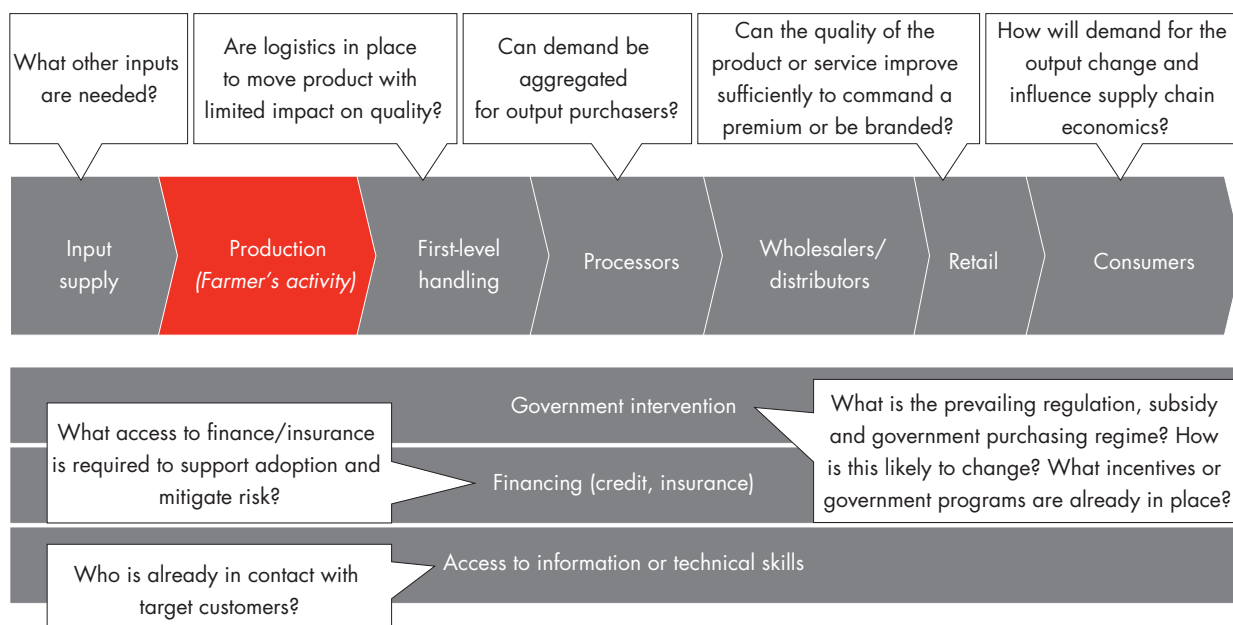 What other inputs
are needed?
Are logistics in place
to move product with
limited impact on quality?
Can demand be
aggregated
for output purchasers?
Can the quality of the
product or service improve
sufficiently to command a
premium or be branded?
How will demand for the
output change and
influence supply chain
economics?
Input
supply
Production
(Farmer’s activity)
First-level
handling
Processors
Wholesalers/
distributors
Retail
Consumers
Government intervention
What is the prevailing regulation, subsidy
and government purchasing regime? How
is this likely to change? What incentives or
government programs are already in place?
What access to finance/insurance
is required to support adoption and
mitigate risk?
Financing (credit, insurance)
Access to information or technical skills
Who is already in contact with
target customers?